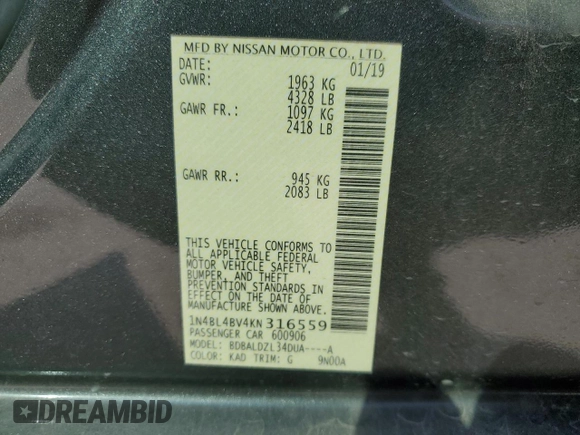 MFD BY NISSAN MOTOR CO., LTD.
DATE: 01/19
GVWR: 1963 KG
4328 LB
GAWR FR.: 1097 KG
2418 LB
GAWR RR.: 945 KG
2083 LB
THIS VEHICLE CONFORMS TO
ALL APPLICABLE FEDERAL
MOTOR VEHICLE SAFETY,
BUMPER, AND THEFT
PREVENTION STANDARDS
IN EFFECT ON THE DATE OF
MANUFACTURE SHOWN ABOVE.
1N4BL4BV4KN316559
PASSENGER CAR 600906
MODEL: BDBALDZL34DUA----A
COLOR: KAD TRIM: G 9N00A
DREAMBID